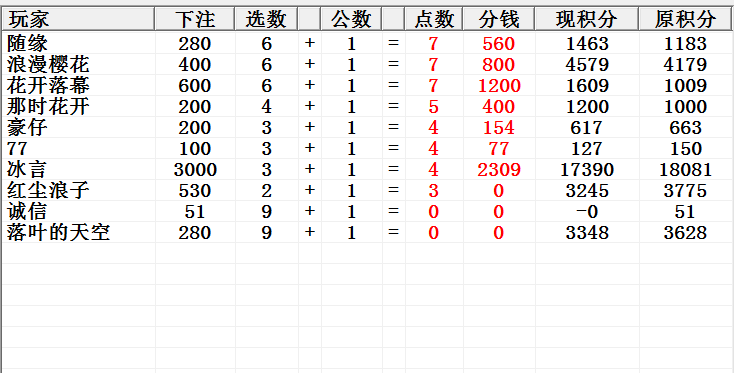 玩家 下注 选数 公数 点数 分钱 现积分 原积分
随缘 280 6 + 1 = 7 560 1463 1183
浪漫樱花 400 6 + 1 = 7 800 4579 4179
花开落幕 600 6 + 1 = 7 1200 1609 1009
那时花开 200 4 + 1 = 5 400 1200 1000
豪仔 200 3 + 1 = 4 154 617 663
77 100 3 + 1 = 4 77 127 150
冰言 3000 3 + 1 = 4 2309 17390 18081
红尘浪子 530 2 + 1 = 3 0 3245 3775
诚信 51 9 + 1 = 0 0 -0 51
落叶的天空 280 9 + 1 = 0 0 3348 3628